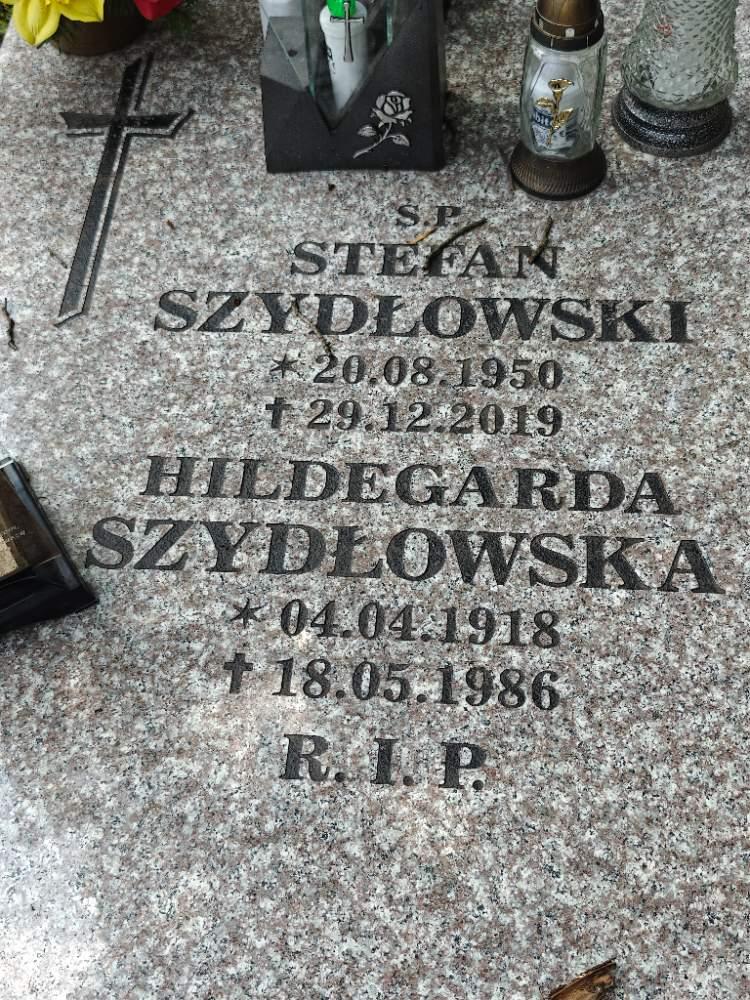 S.P.
STEFAN
SZYDŁOWSKI
* 20.08.1950
† 29.12.2019
HILDEGARDA
SZYDŁOWSKA
* 04.04.1918
† 18.05.1986
R. I. P.